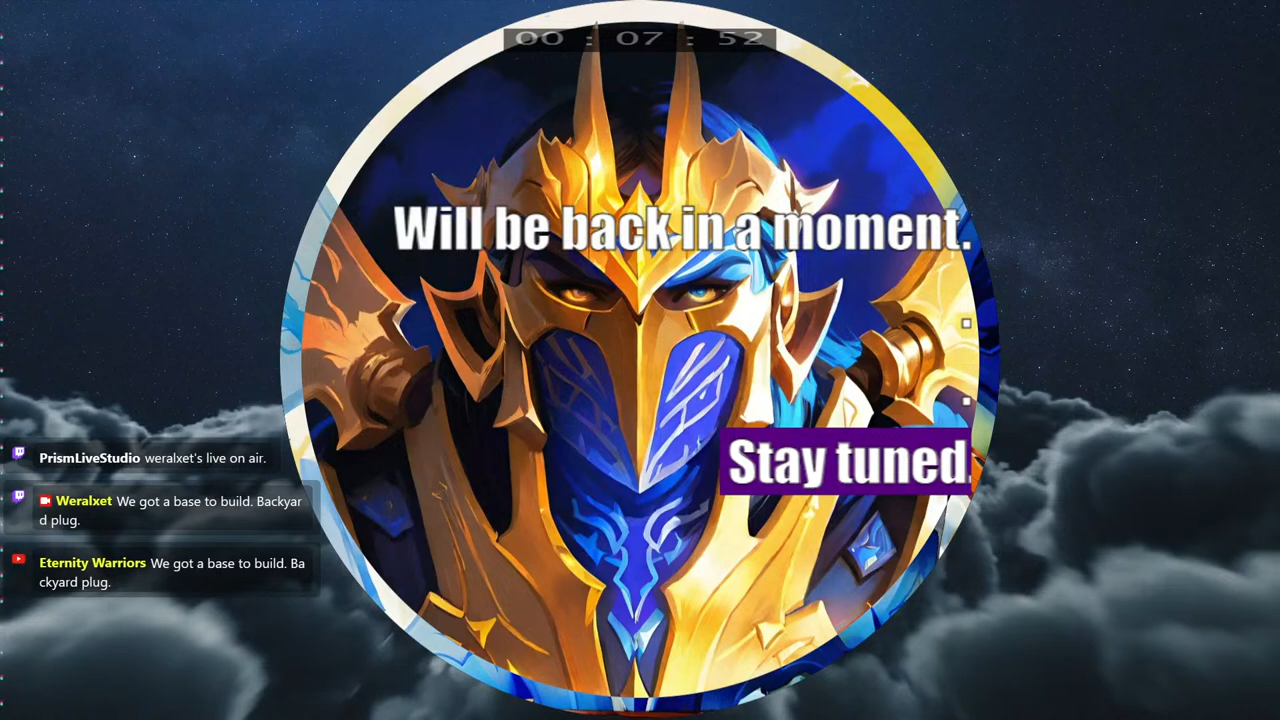 00 : 07 : 52
Will be back in a moment.
Stay tuned.
PrismLiveStudio weralxet's live on air.
Weralxet We got a base to build. Backyar
d plug.
Eternity Warriors We got a base to build. Ba
ckyard plug.